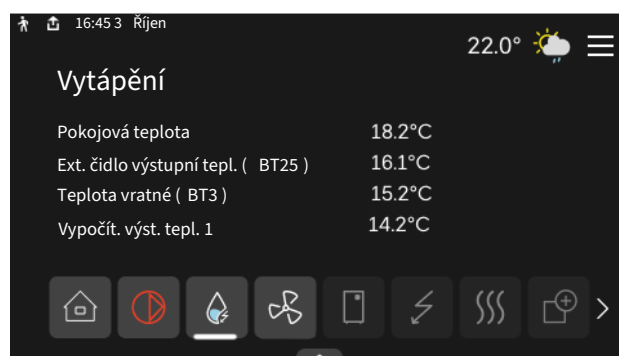 16:45 3 Říjen
22.0°
Vytápění
Pokojová teplota 18.2°C
Ext. čidlo výstupní tepl. ( BT25 ) 16.1°C
Teplota vratné ( BT3 ) 15.2°C
Vypočít. výst. tepl. 1 14.2°C